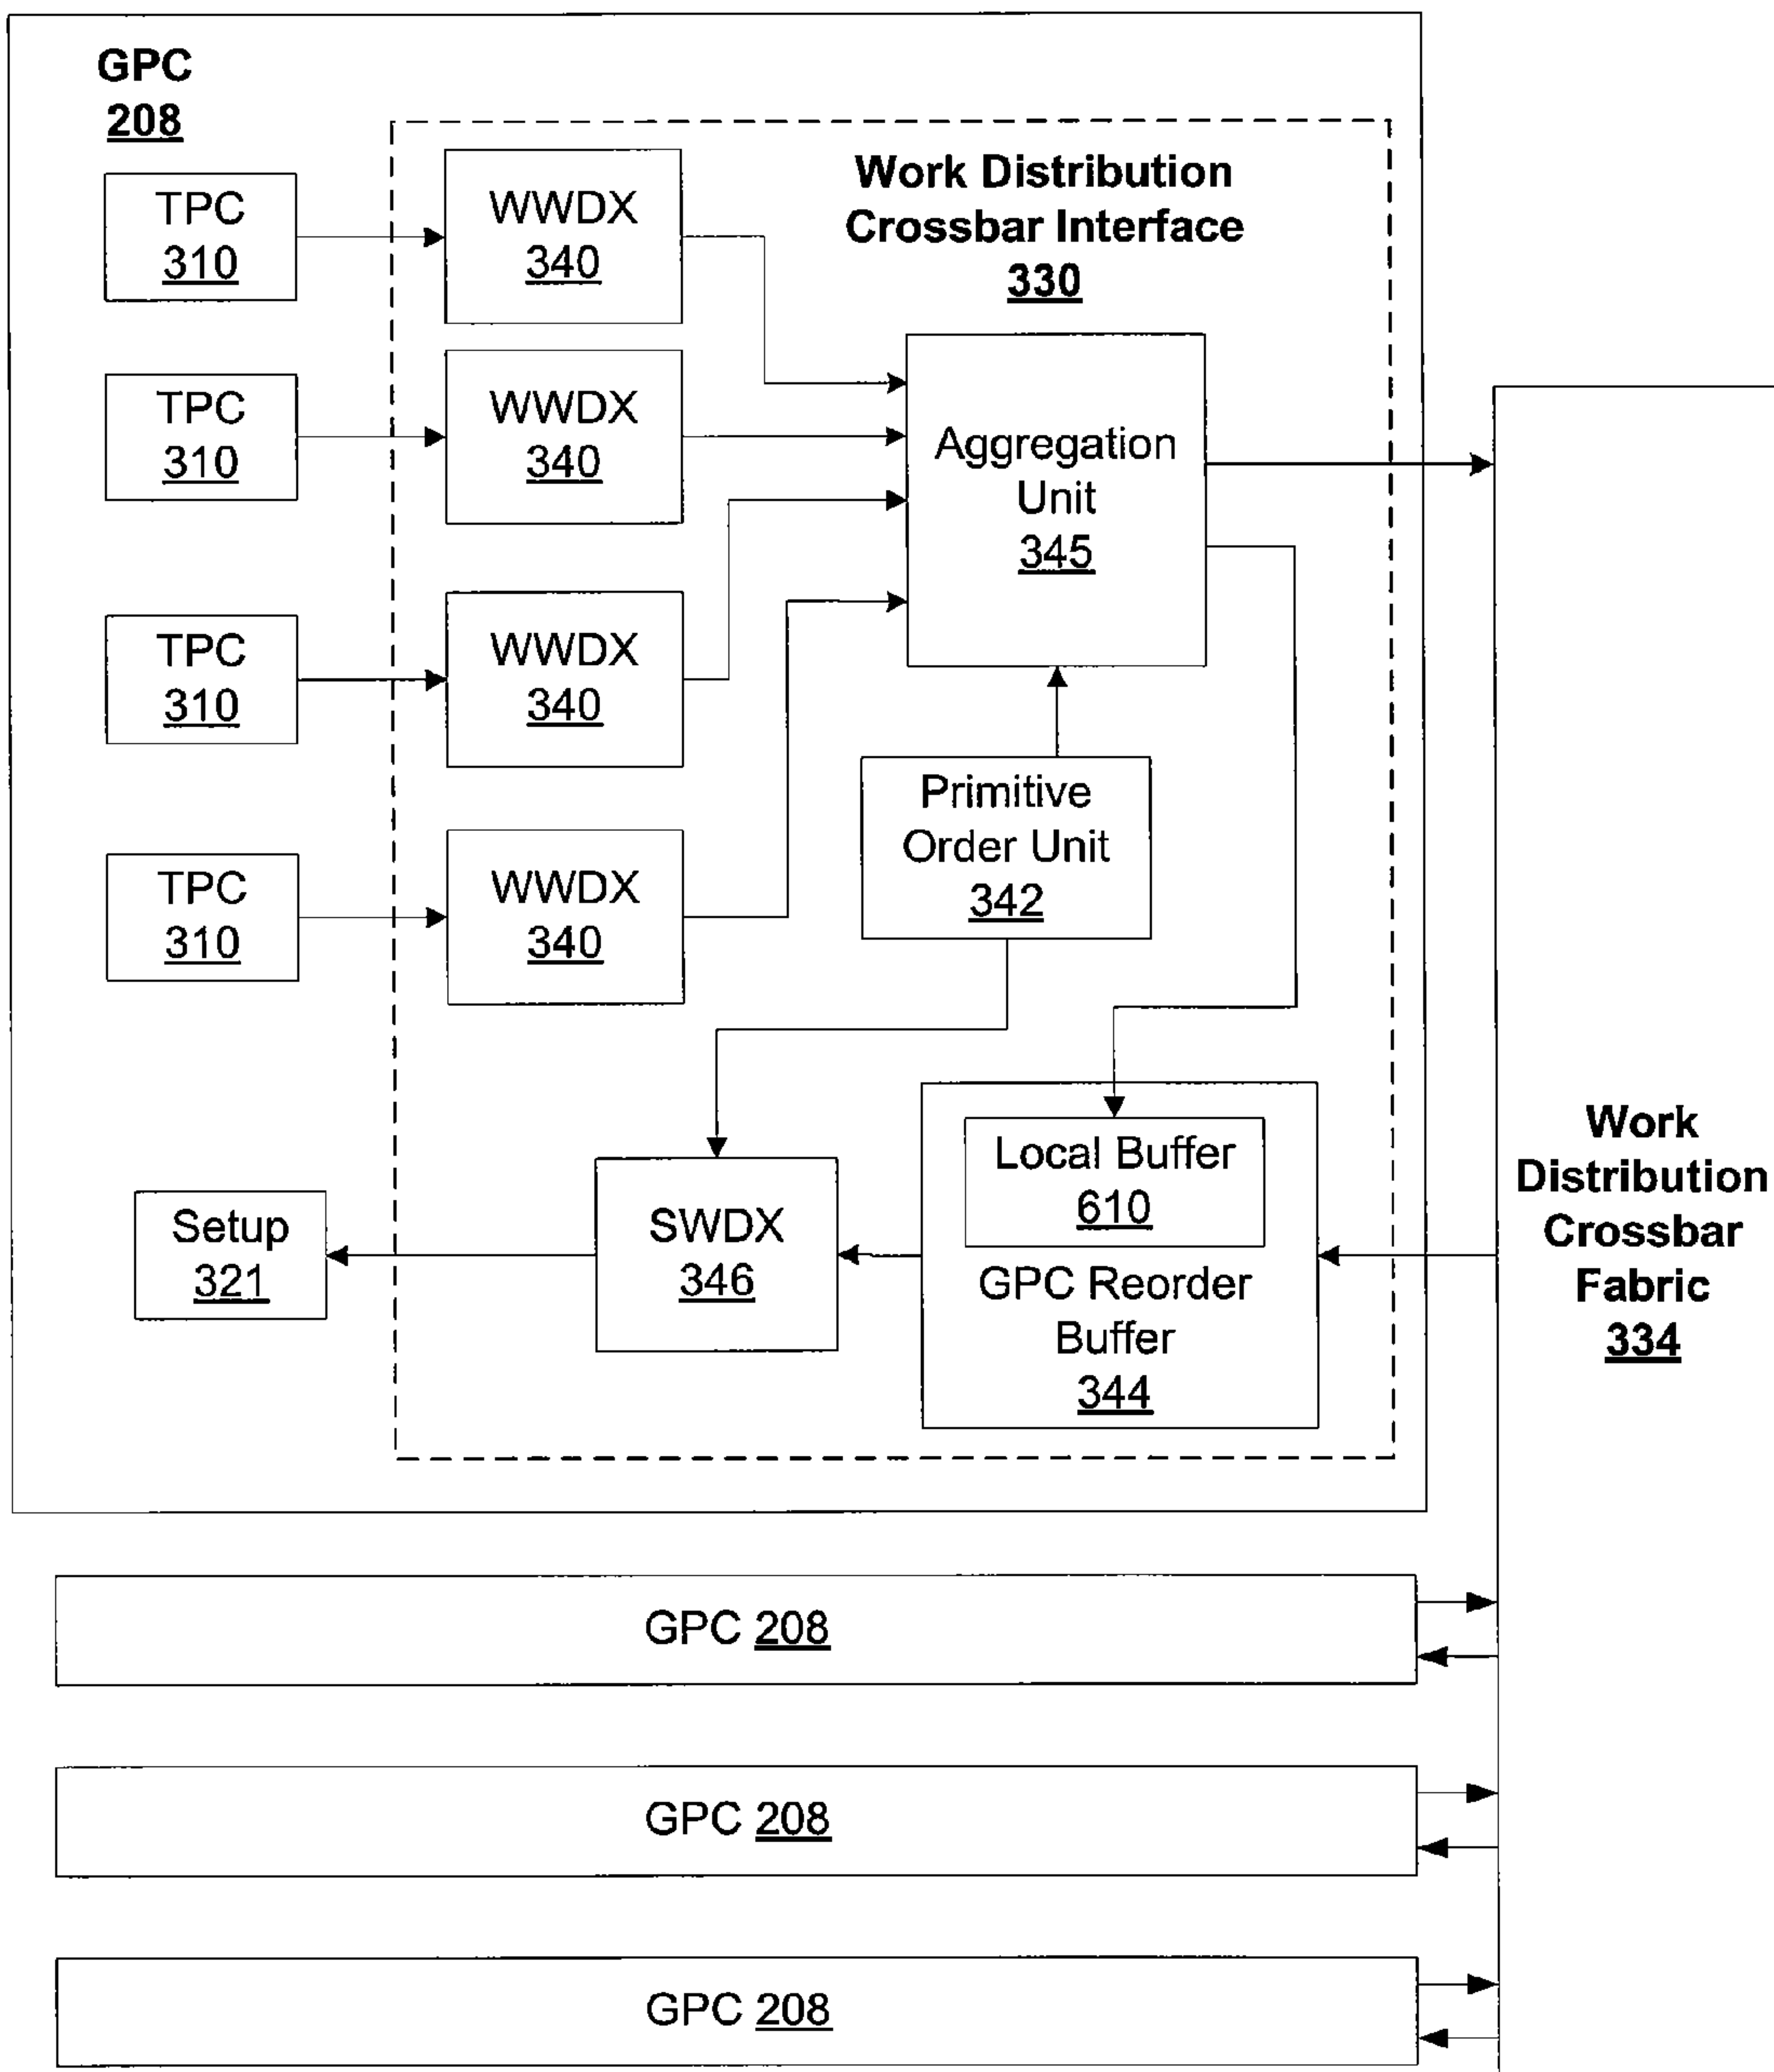 GPC
208
TPC
310
WWDX
340
Work Distribution
Crossbar Interface
330
TPC
310
WWDX
340
Aggregation
Unit
345
TPC
310
WWDX
340
Primitive
Order Unit
342
TPC
310
WWDX
340
Local Buffer
610
GPC Reorder
Buffer
344
SWDX
346
Setup
321
Work
Distribution
Crossbar
Fabric
334
GPC 208
GPC 208
GPC 208